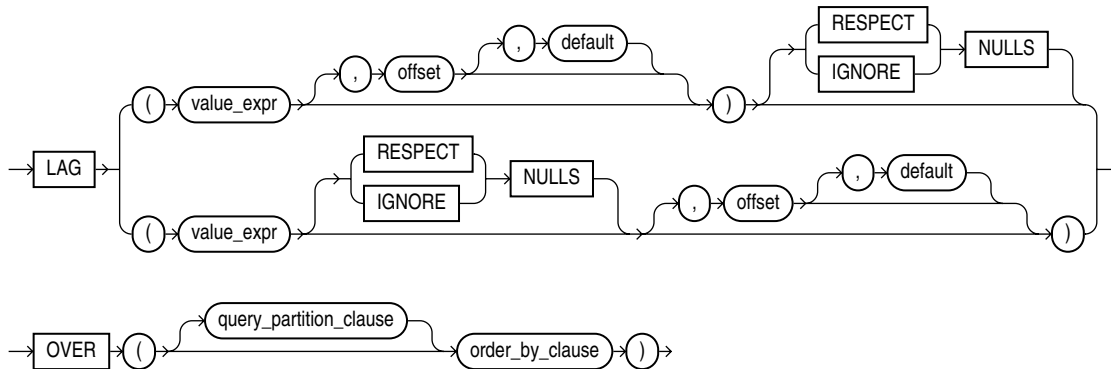 , default
, offset
RESPECT
IGNORE
NULLS
( value_expr )
LAG
RESPECT
IGNORE
NULLS
, default
, offset
( value_expr )
OVER ( query_partition_clause order_by_clause )